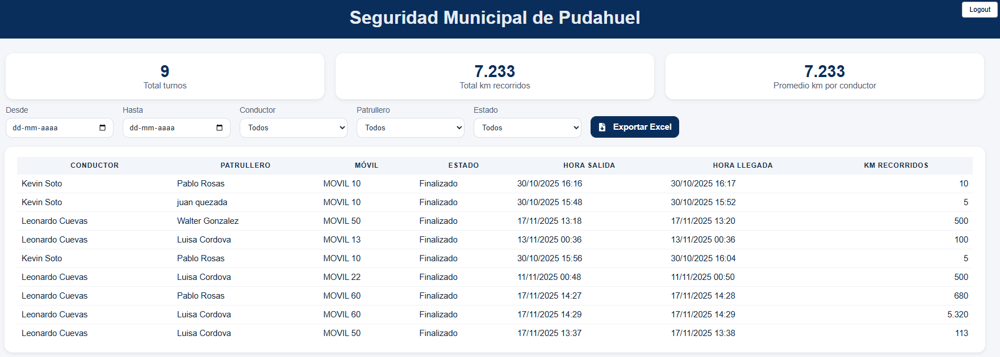 Seguridad Municipal de Pudahuel
Logout
9
Total turnos
7.233
Total km recorridos
7.233
Promedio km por conductor
Desde
dd-mm-aaaa
Hasta
dd-mm-aaaa
Conductor
Todos
Patrullero
Todos
Estado
Todos
Exportar Excel
CONDUCTOR PATRULLERO MÓVIL ESTADO HORA SALIDA HORA LLEGADA KM RECORRIDOS
Kevin Soto Pablo Rosas MOVIL 10 Finalizado 30/10/2025 16:16 30/10/2025 16:17 10
Kevin Soto juan quezada MOVIL 10 Finalizado 30/10/2025 15:48 30/10/2025 15:52 5
Leonardo Cuevas Walter Gonzalez MOVIL 50 Finalizado 17/11/2025 13:18 17/11/2025 13:20 500
Leonardo Cuevas Luisa Cordova MOVIL 13 Finalizado 13/11/2025 00:36 13/11/2025 00:36 100
Kevin Soto Pablo Rosas MOVIL 10 Finalizado 30/10/2025 15:56 30/10/2025 16:04 5
Leonardo Cuevas Luisa Cordova MOVIL 22 Finalizado 11/11/2025 00:48 11/11/2025 00:50 500
Leonardo Cuevas Pablo Rosas MOVIL 60 Finalizado 17/11/2025 14:27 17/11/2025 14:28 680
Leonardo Cuevas Luisa Cordova MOVIL 60 Finalizado 17/11/2025 14:29 17/11/2025 14:29 5.320
Leonardo Cuevas Luisa Cordova MOVIL 50 Finalizado 17/11/2025 13:37 17/11/2025 13:38 113